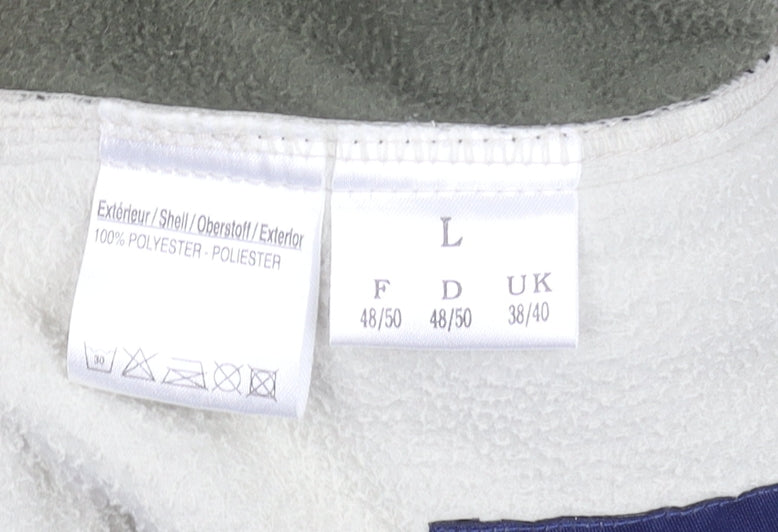 Extérieur / Shell / Oberstoff / Exterior
100% POLYESTER - POLIESTER
30
L
F D UK
48/50 48/50 38/40